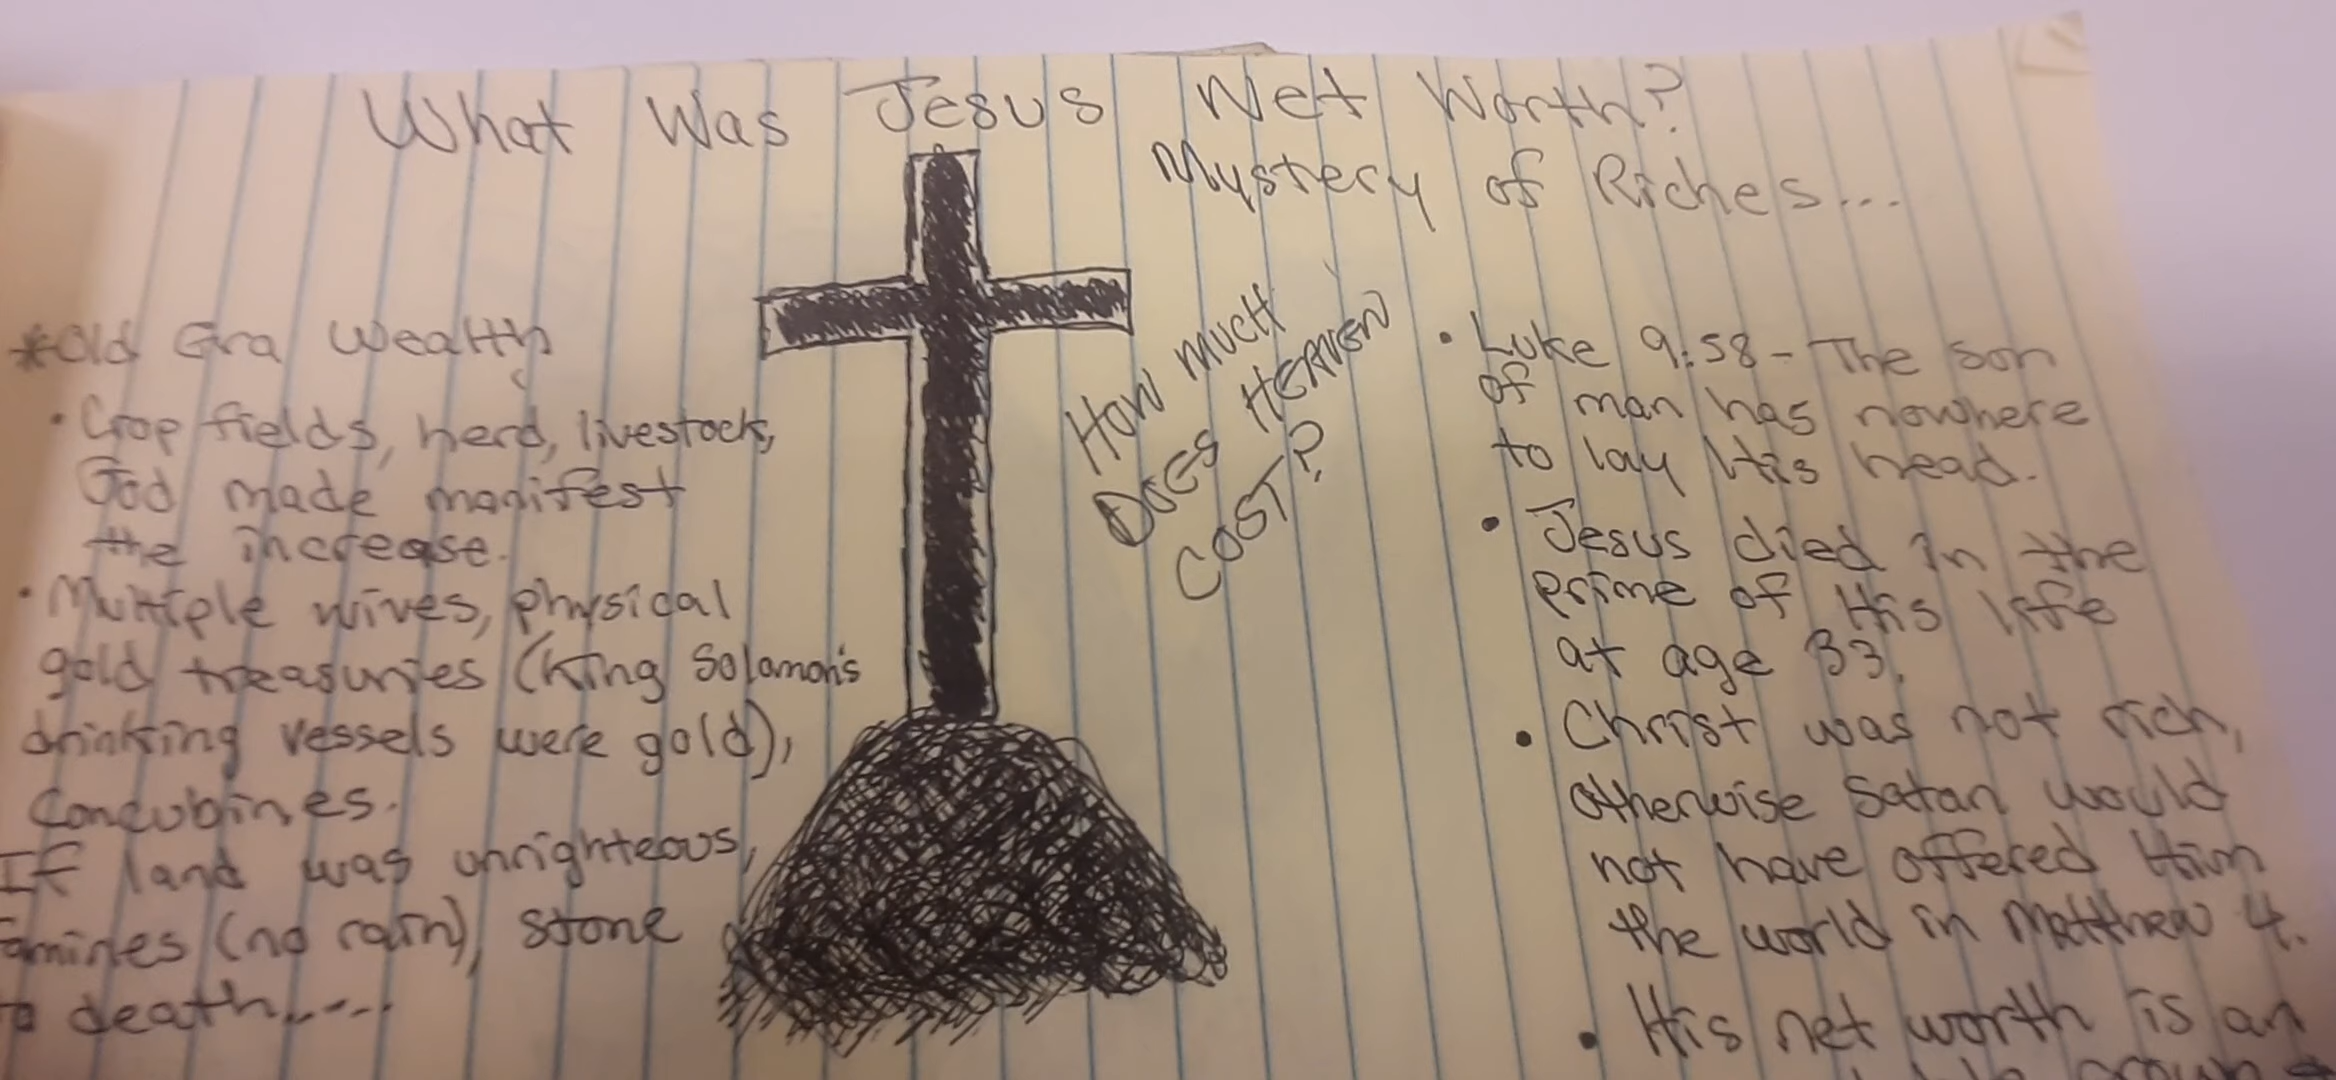 What Was Jesus Net Worth?
Mystery of Riches...
*Old Era Wealth
• Crop fields, herd, livestock,
God made manifest
the increase.
• Multiple wives, physical
gold treasuries (King Solamon's
drinking vessels were gold),
Concubines.
If land was unrighteous,
(no rain), stone
death.....
HOW MUCH
DOES HEAVEN
COST?
• Luke 9:58 - The son
of man has nowhere
to lay His head.
• Jesus died in the
prime of His life
at age 33.
• Christ was not rich,
otherwise Satan would
not have offered Him
the world in Matthew 4.
• His net worth is an